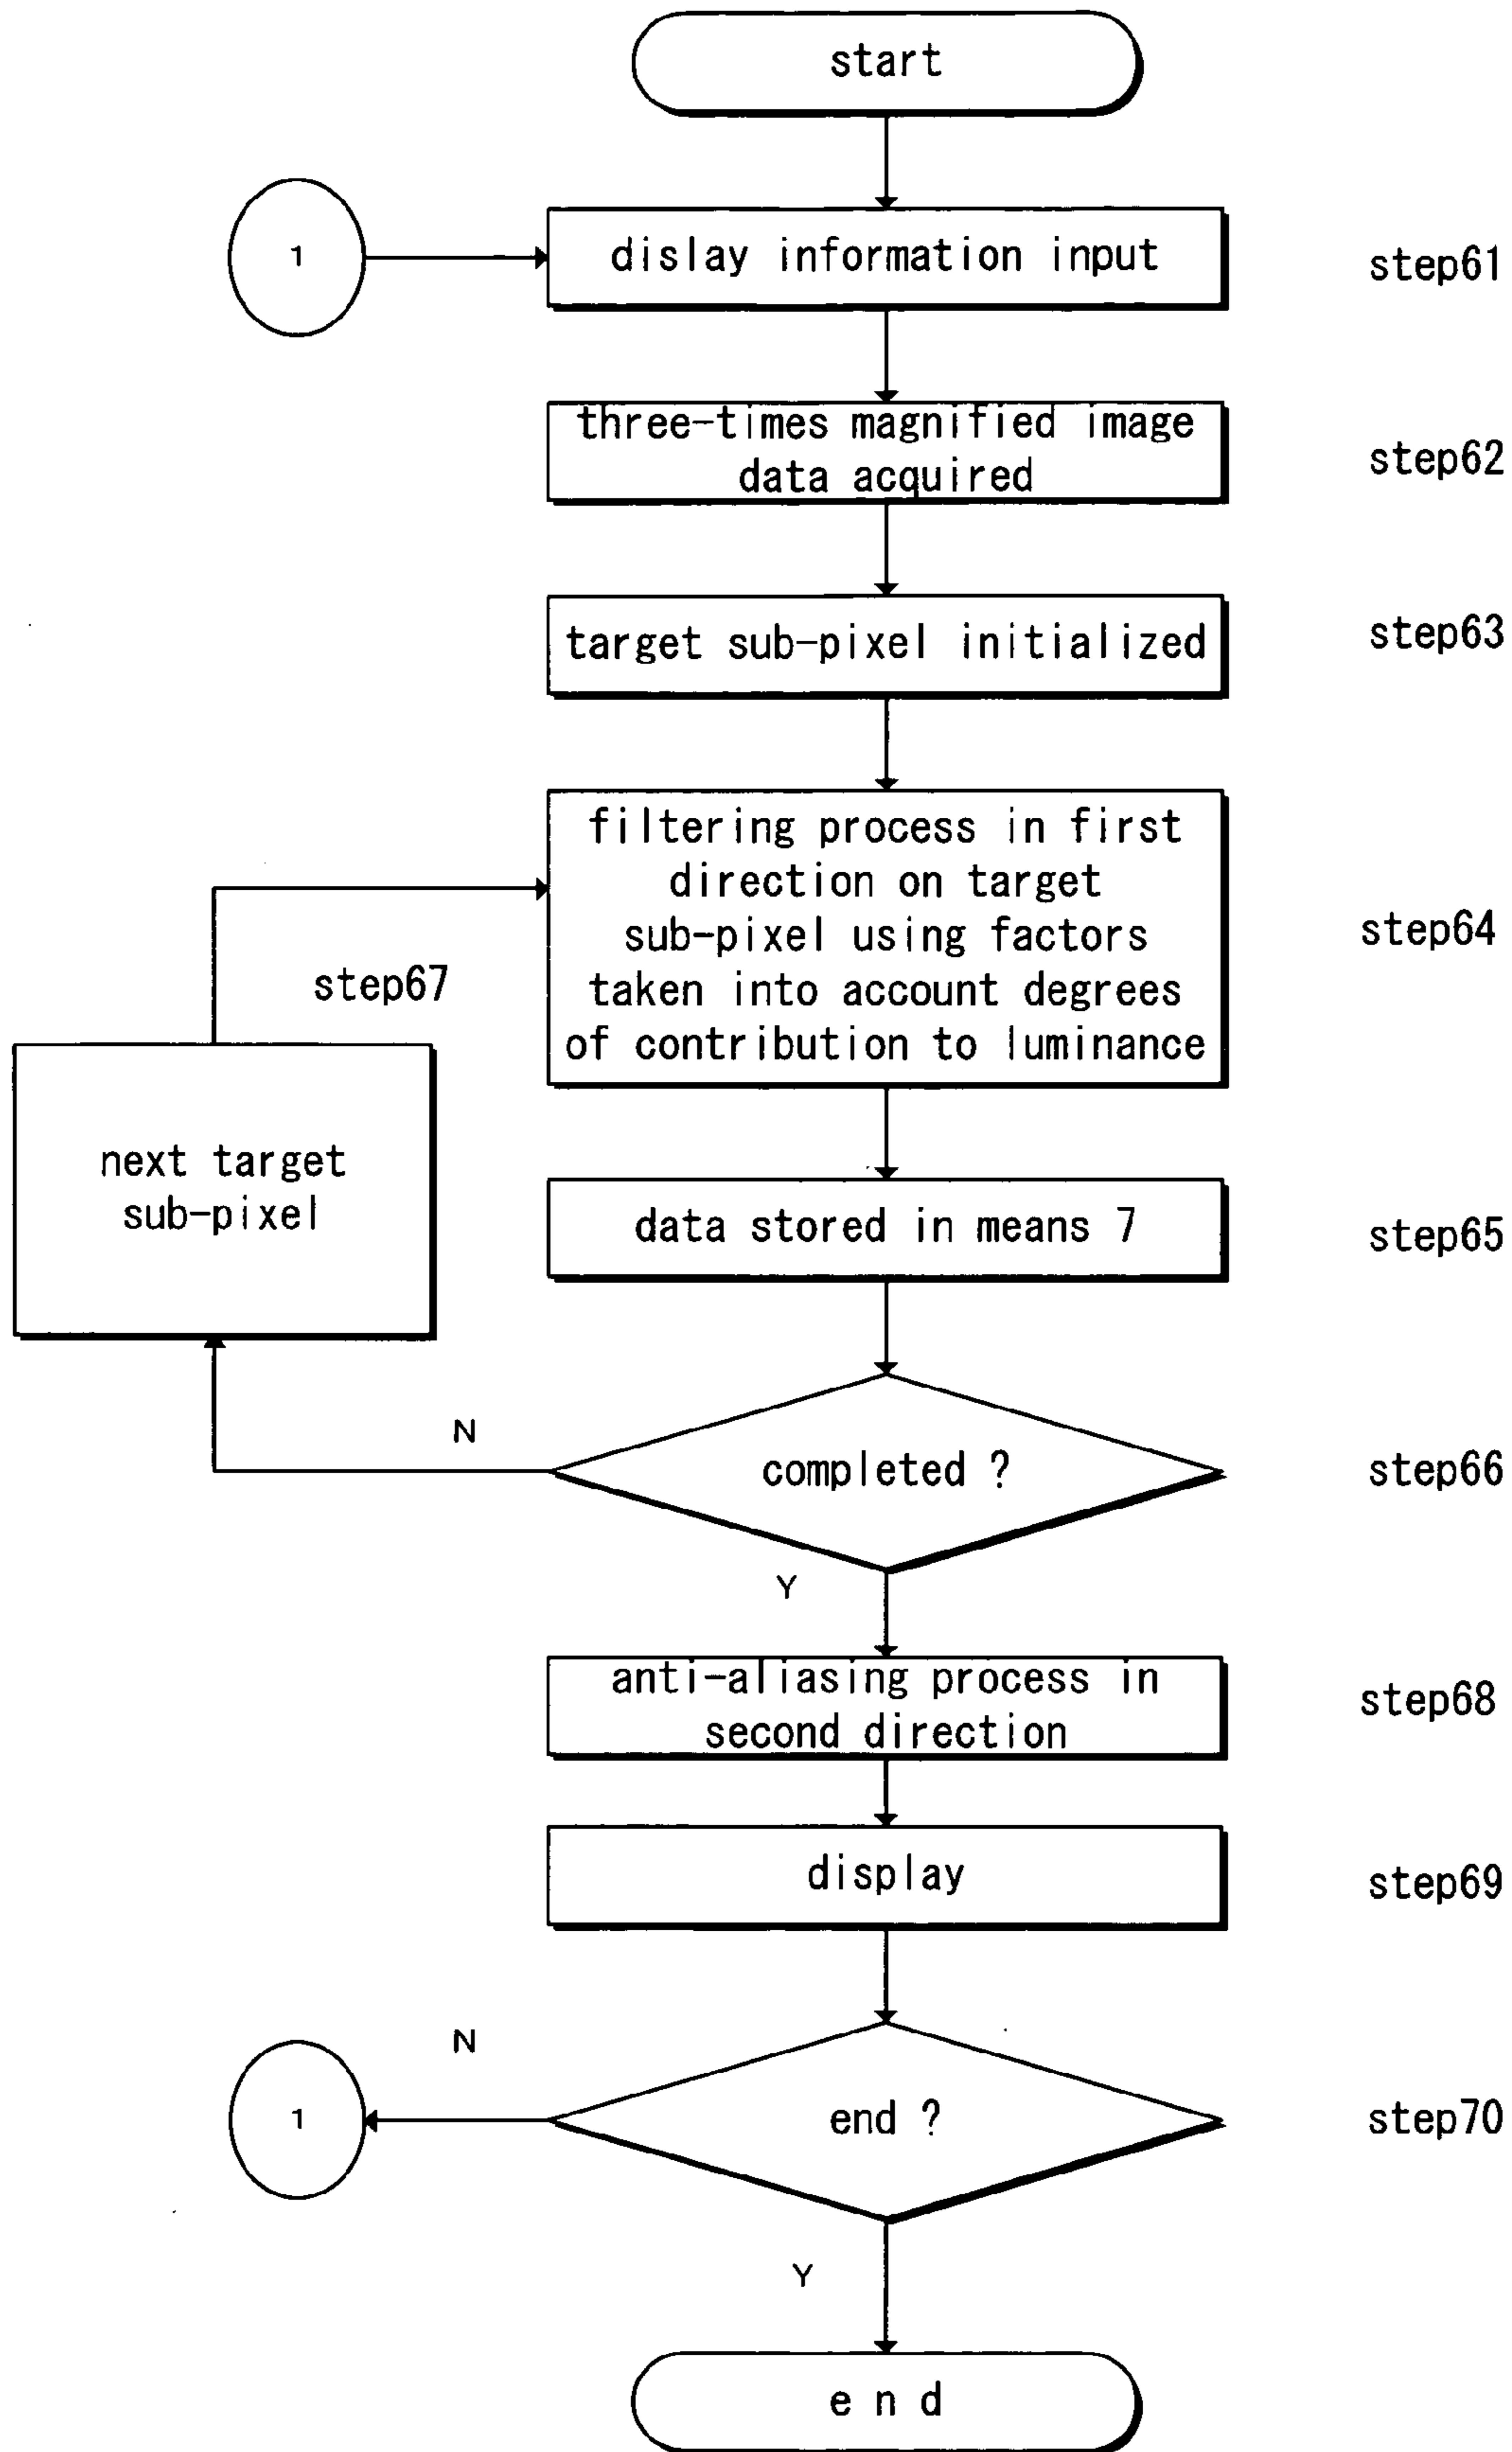 start
1
dislay information input
step61
three-times magnified image
data acquired
step62
target sub-pixel initialized
step63
filtering process in first
direction on target
sub-pixel using factors
taken into account degrees
of contribution to luminance
step64
step67
next target
sub-pixel
data stored in means 7
step65
N
completed ?
step66
Y
anti-aliasing process in
second direction
step68
display
step69
N
1
end ?
step70
Y
end